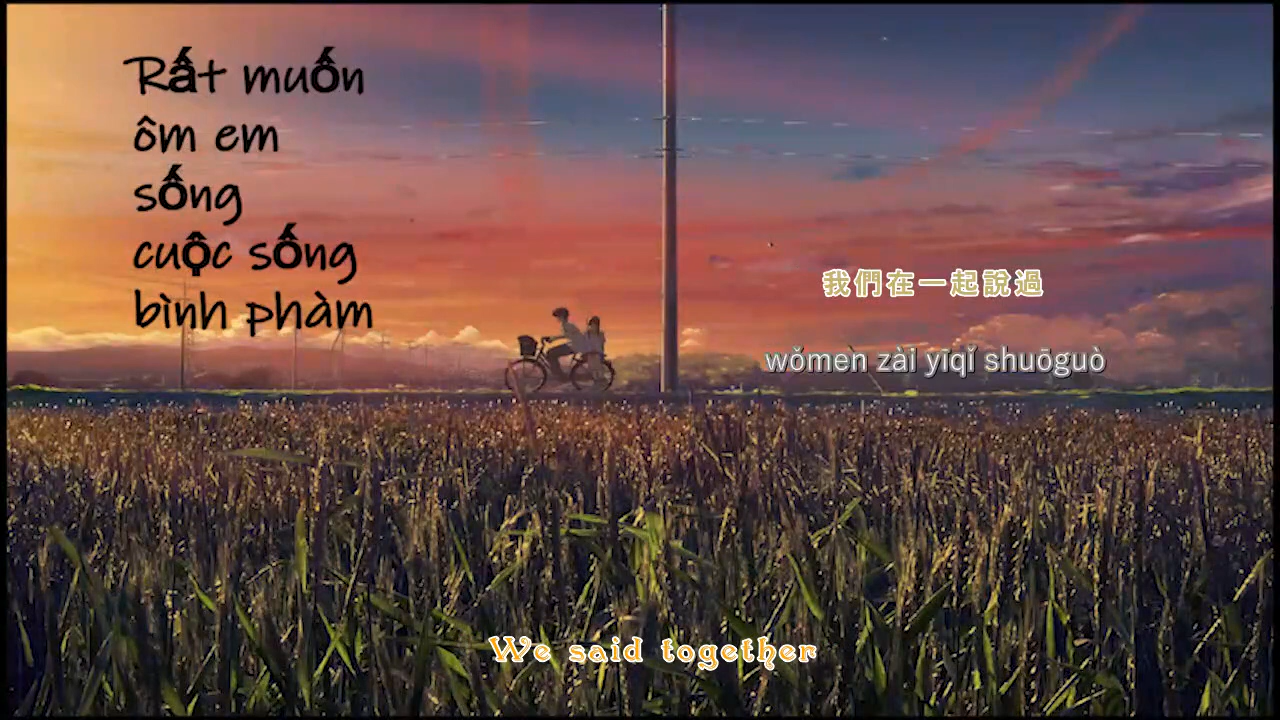 Rất muốn
ôm em
sống
cuộc sống
bình phàm
我們在一起說過
wǒmen zài yīqǐ shuōguò
We said together